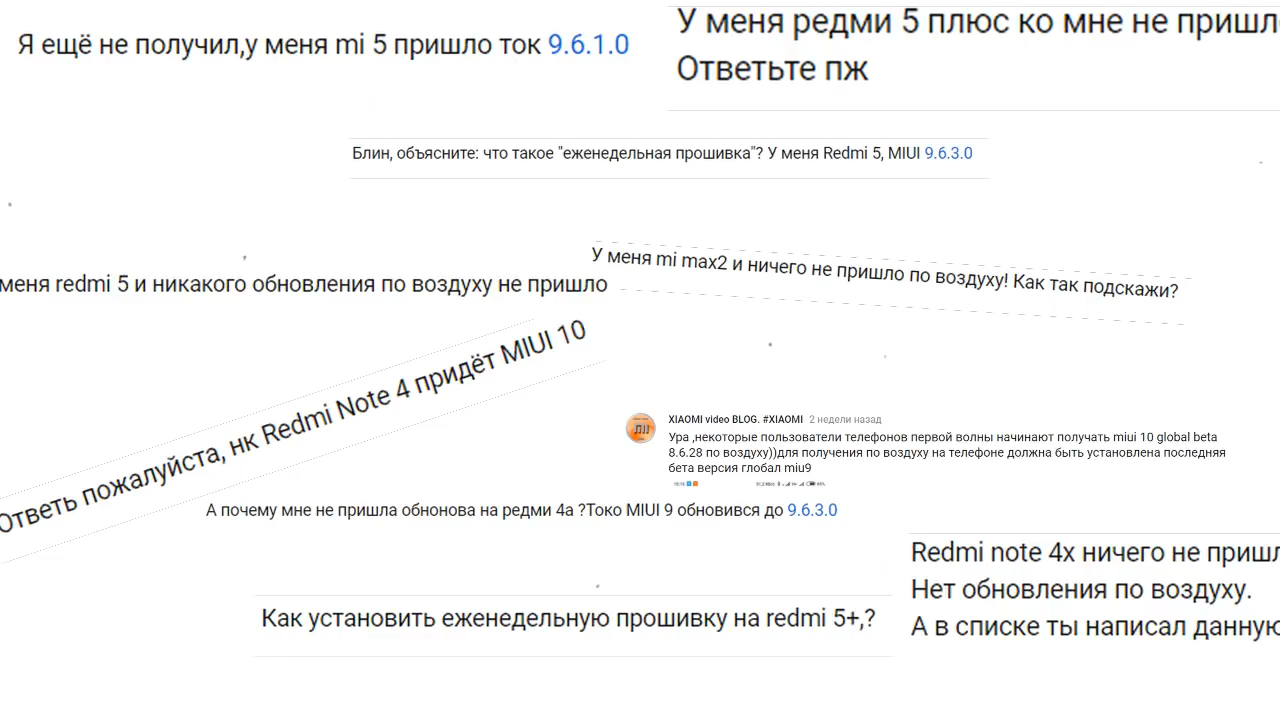 Я ещё не получил,у меня mi 5 пришло ток 9.6.1.0
У меня редми 5 плюс ко мне не пришл
Ответьте пж
Блин, объясните: что такое "еженедельная прошивка"? У меня Redmi 5, MIUI 9.6.3.0
меня redmi 5 и никакого обновления по воздуху не пришло
У меня mi max2 и ничего не пришло по воздуху! Как так подскажи?
Ответь пожалуйста, нк Redmi Note 4 придёт MIUI 10
XIAOMI video BLOG. #XIAOMI 2 недели назад
Ура ,некоторые пользователи телефонов первой волны начинают получать miui 10 global beta
8.6.28 по воздуху))для получения по воздуху на телефоне должна быть установлена последняя
бета версия глобал miu9
А почему мне не пришла обнонова на редми 4а ?Токо MIUI 9 обновился до 9.6.3.0
Redmi note 4x ничего не пришл
Нет обновления по воздуху.
А в списке ты написал данную
Как установить еженедельную прошивку на redmi 5+,?